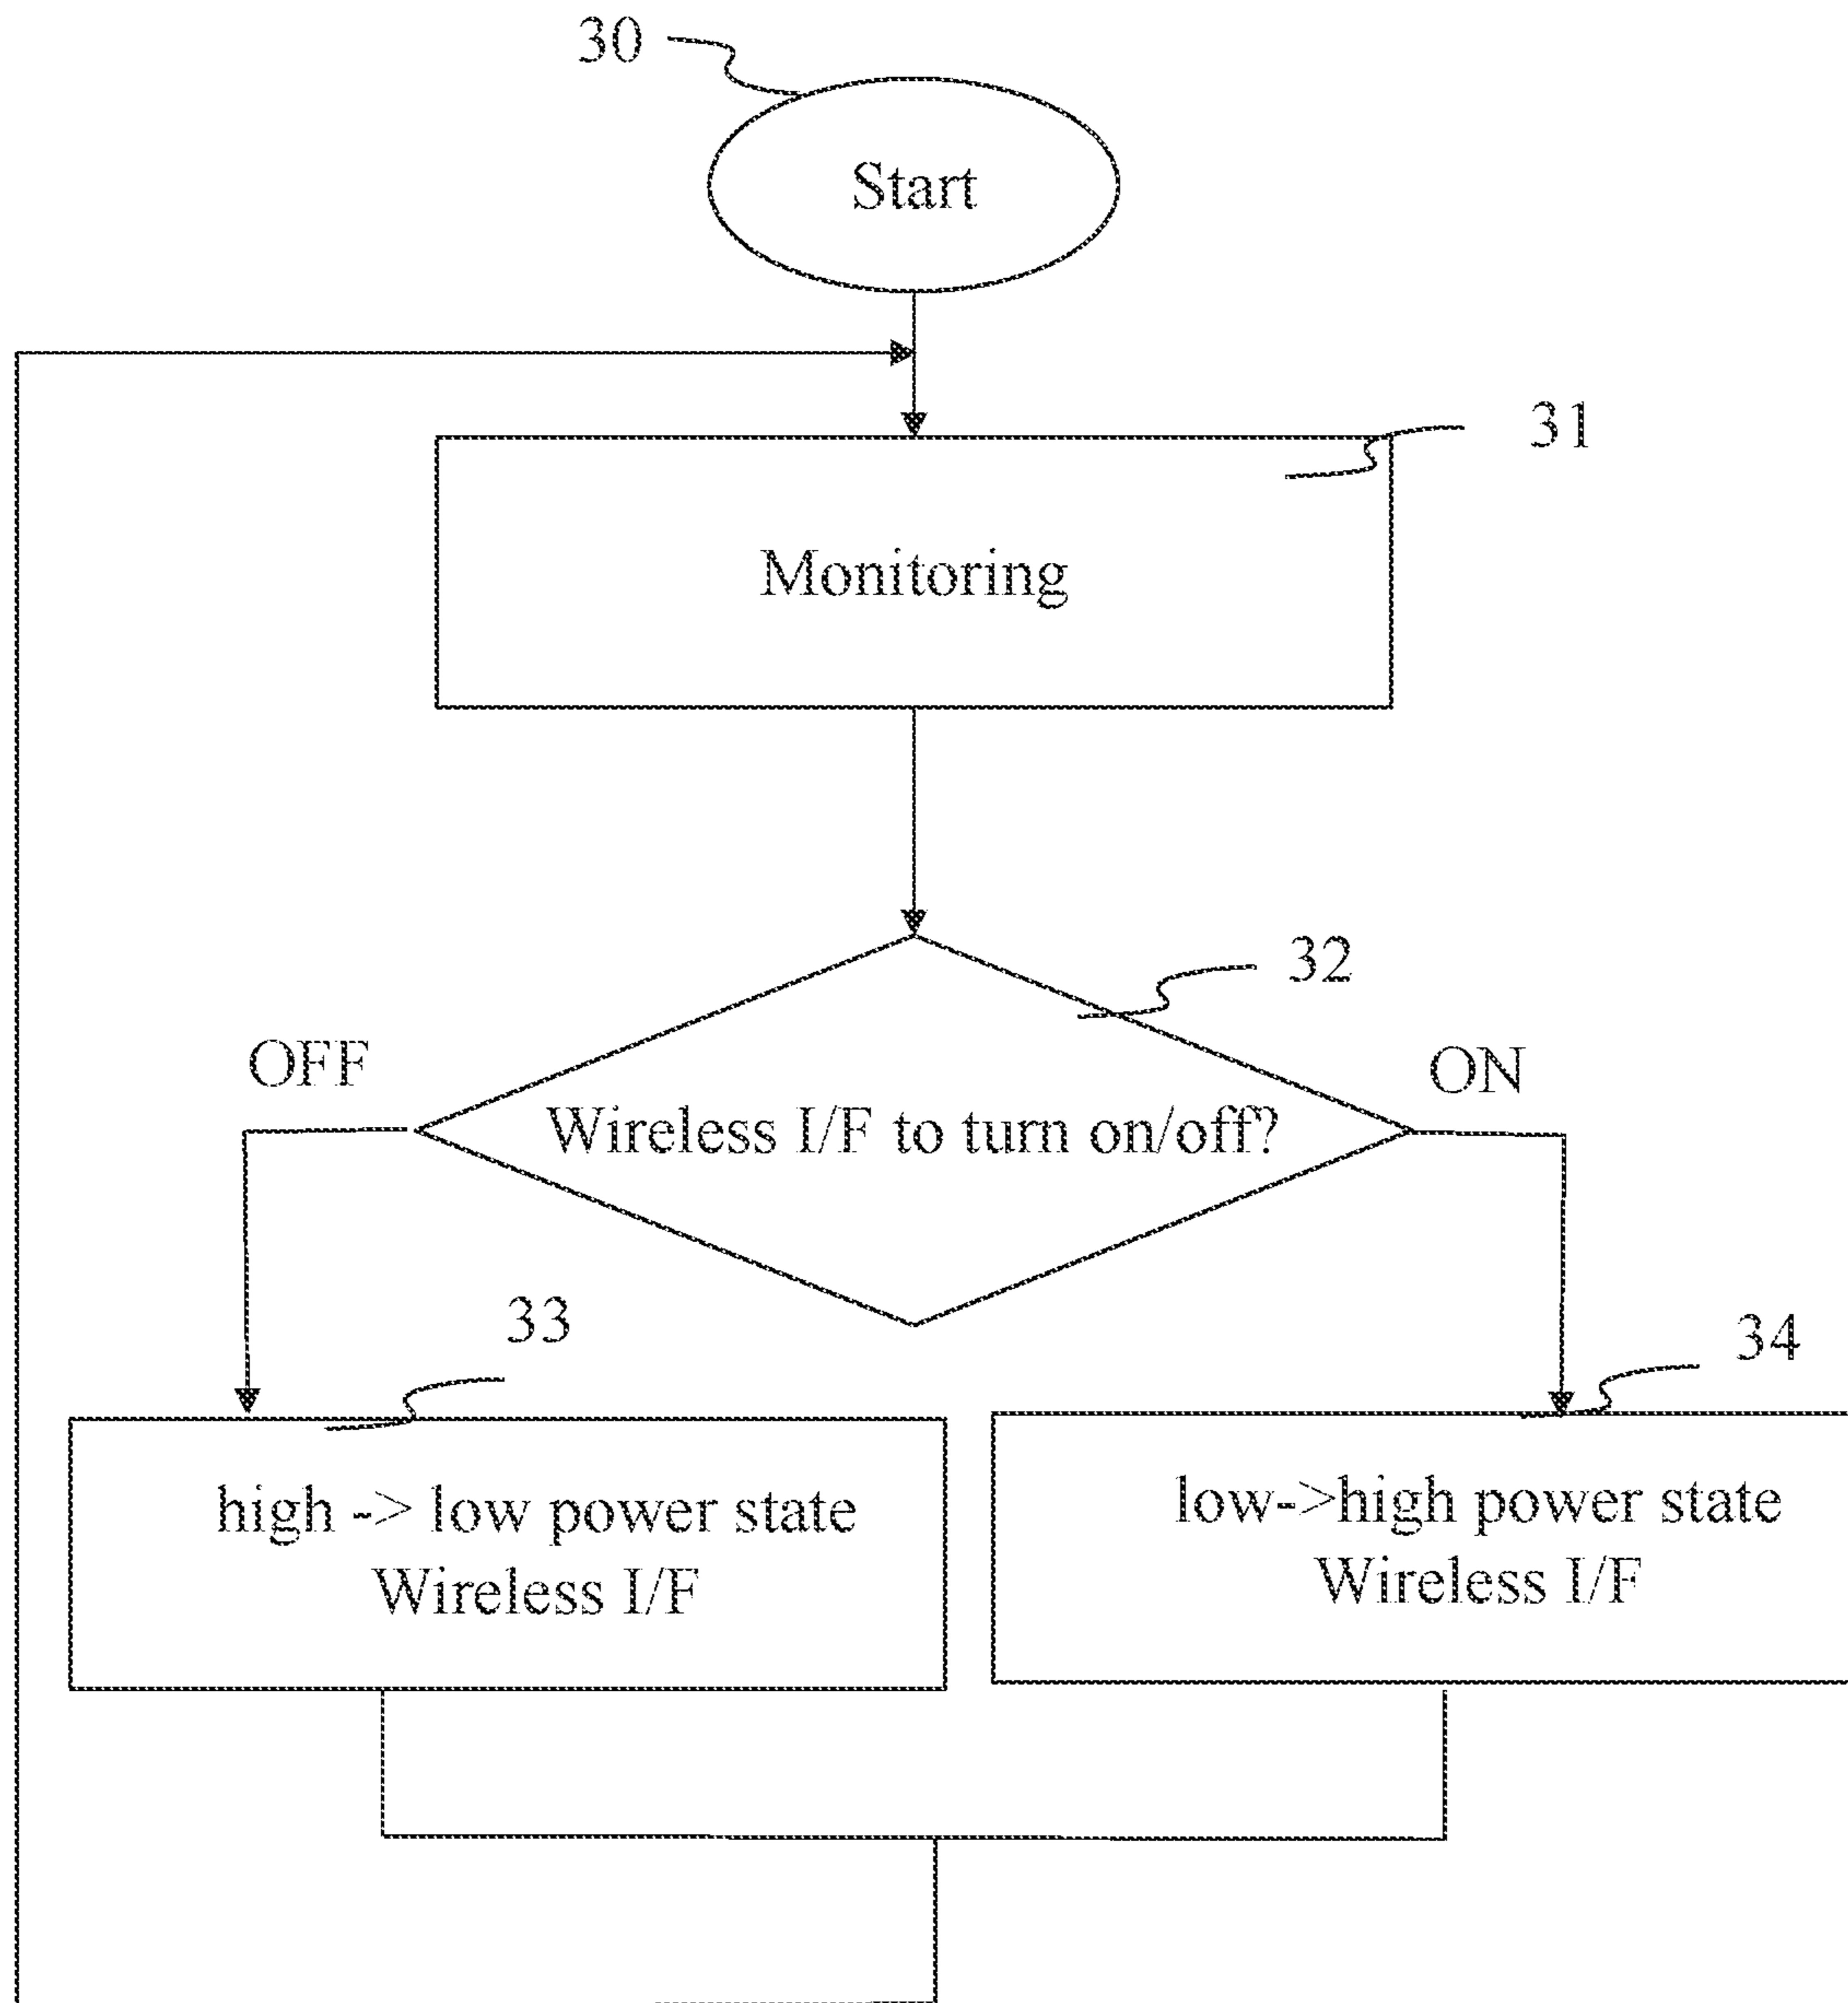 30
Start
31
Monitoring
32
OFF
ON
Wireless I/F to turn on/off?
33
34
high -> low power state
Wireless I/F
low->high power state
Wireless I/F